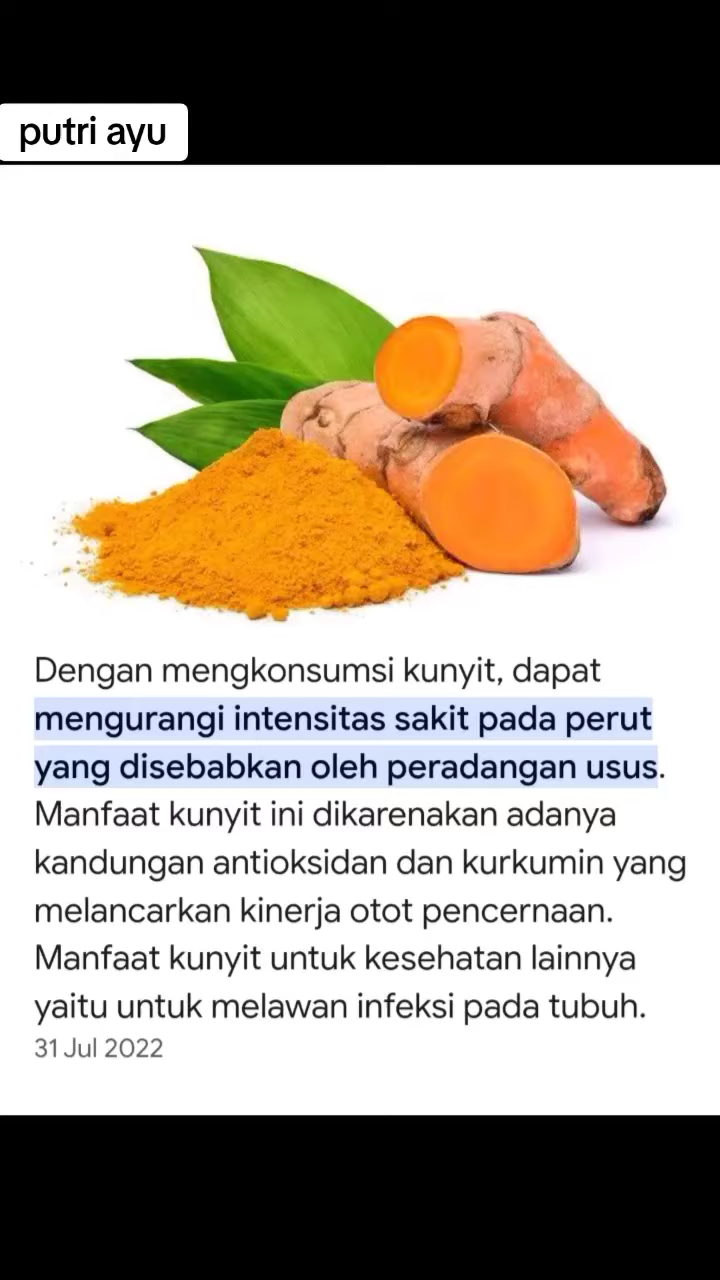 putri ayu
Dengan mengkonsumsi kunyit, dapat
mengurangi intensitas sakit pada perut
yang disebabkan oleh peradangan usus.
Manfaat kunyit ini dikarenakan adanya
kandungan antioksidan dan kurkumin yang
melancarkan kinerja otot pencernaan.
Manfaat kunyit untuk kesehatan lainnya
yaitu untuk melawan infeksi pada tubuh.
31 Jul 2022